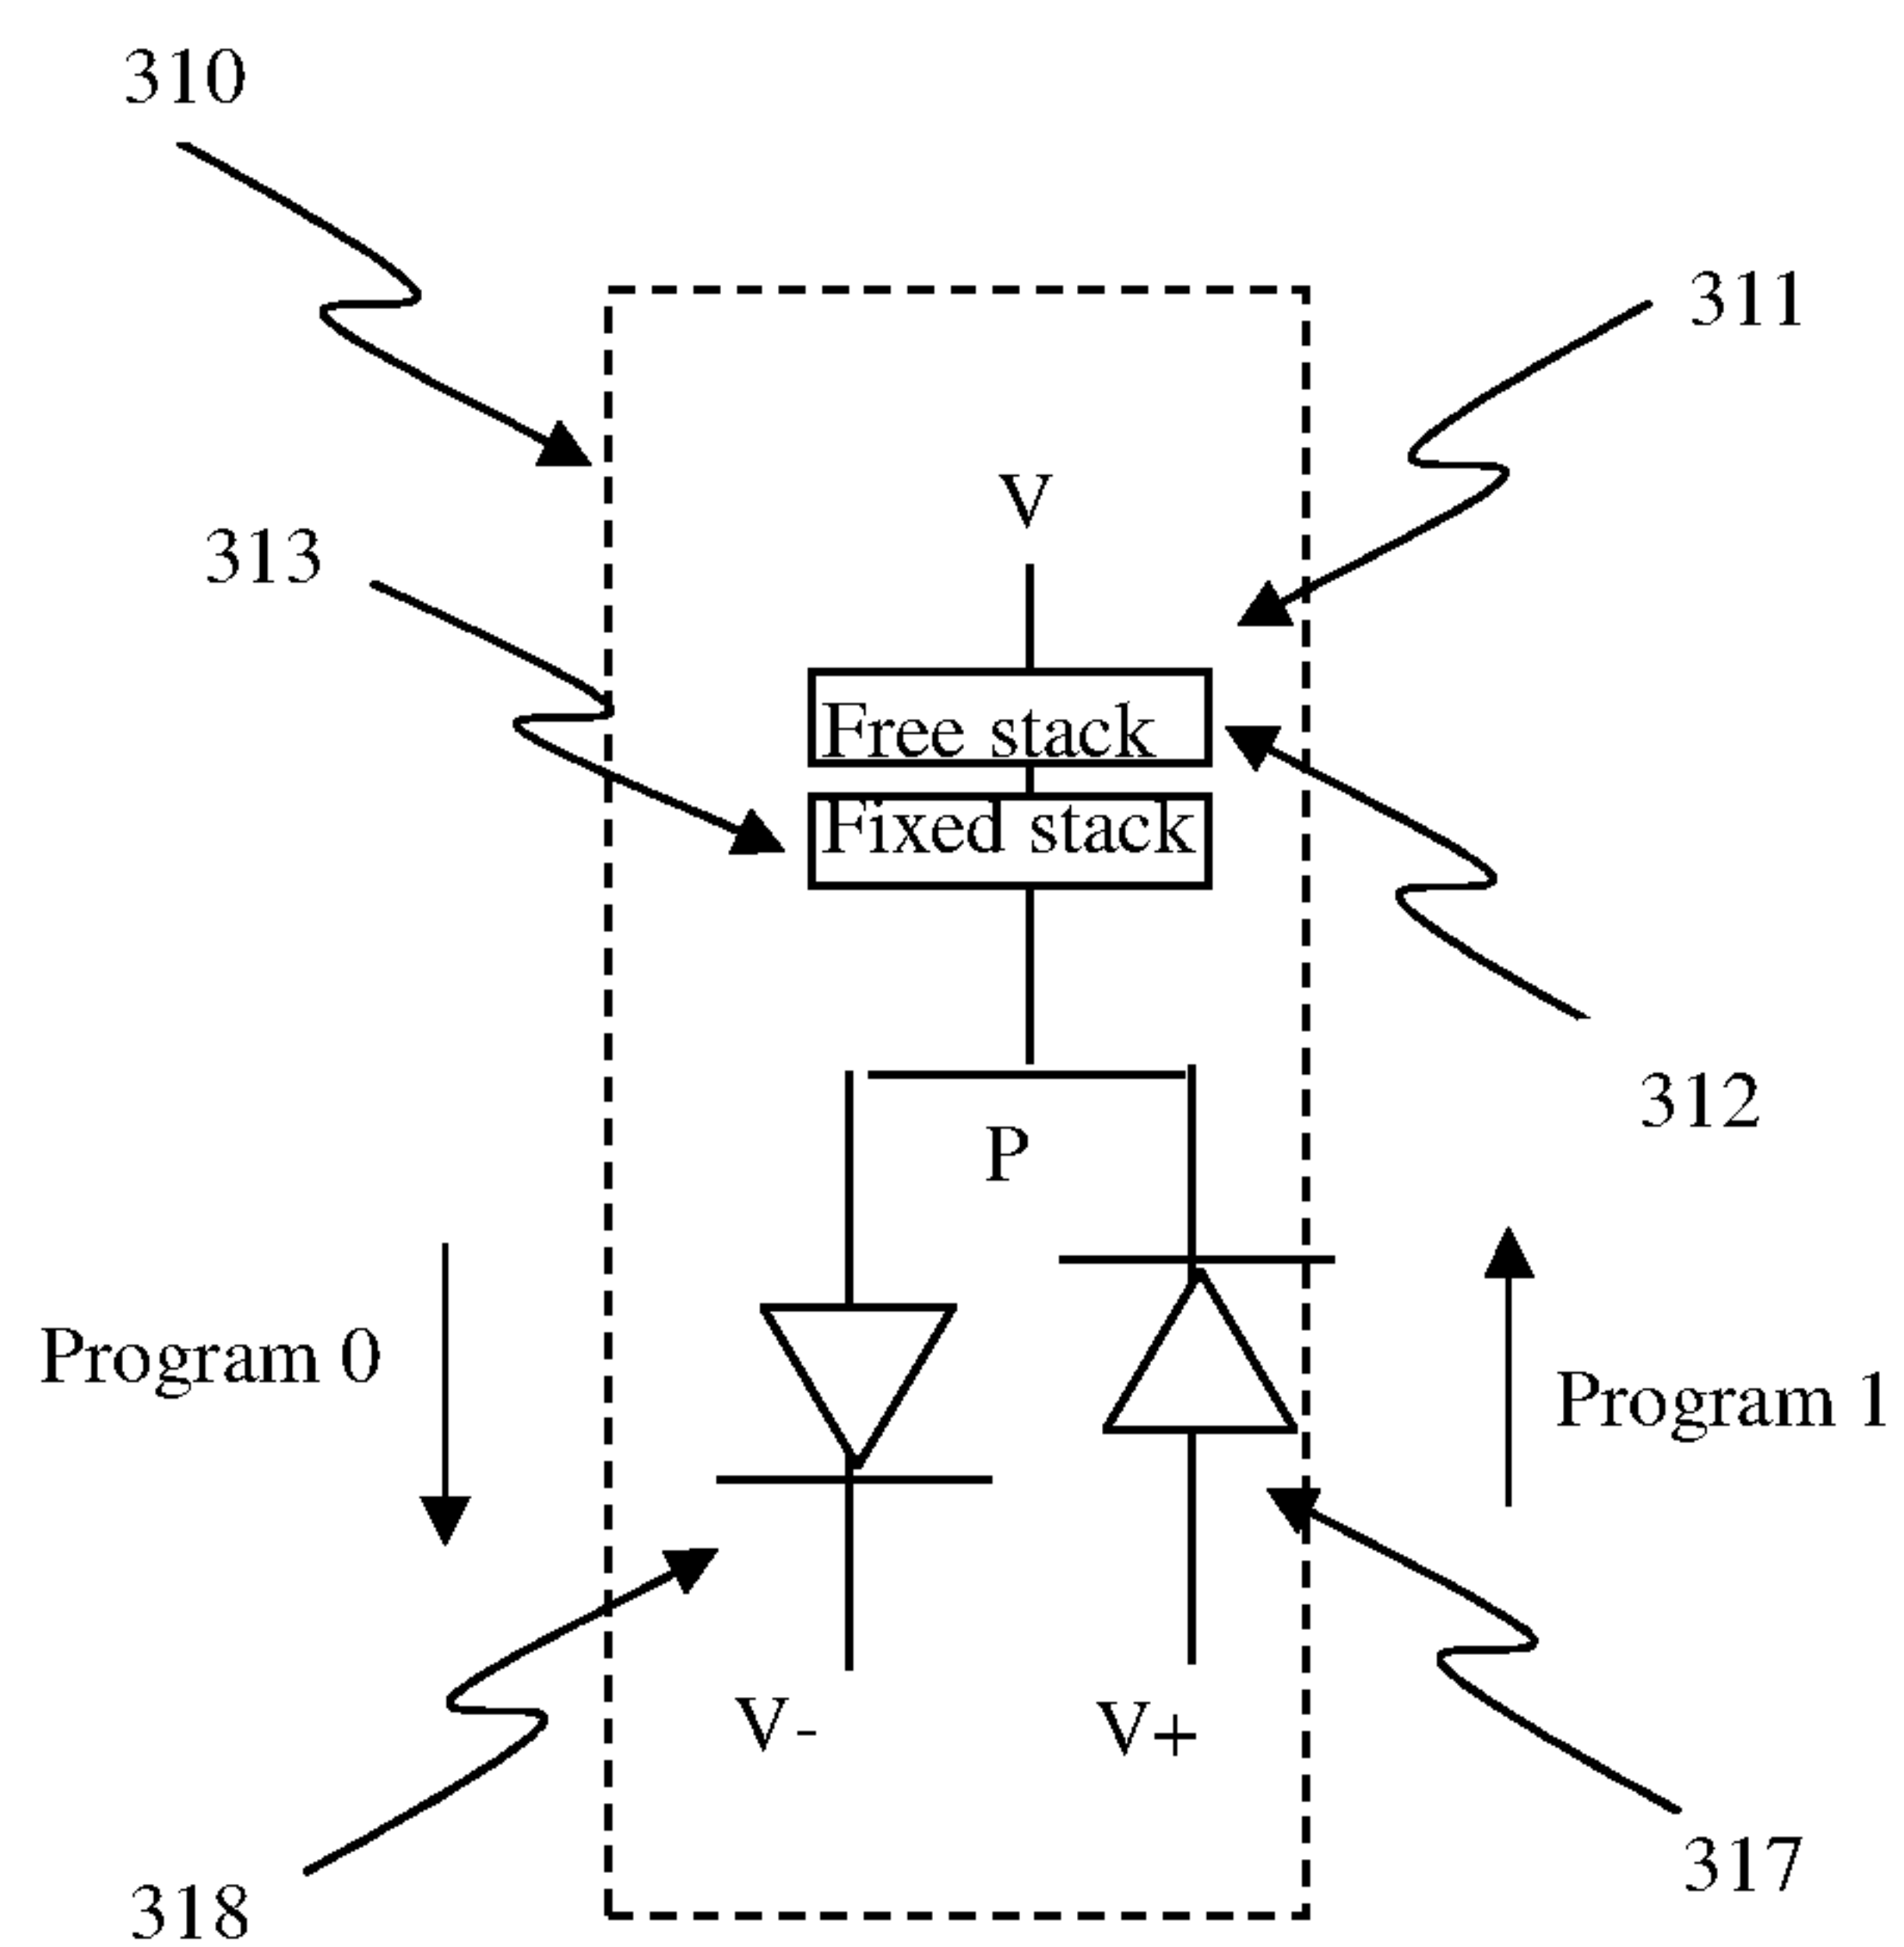 310
311
V
313
Free stack
Fixed stack
312
P
Program 0
Program 1
V-
V+
317
318